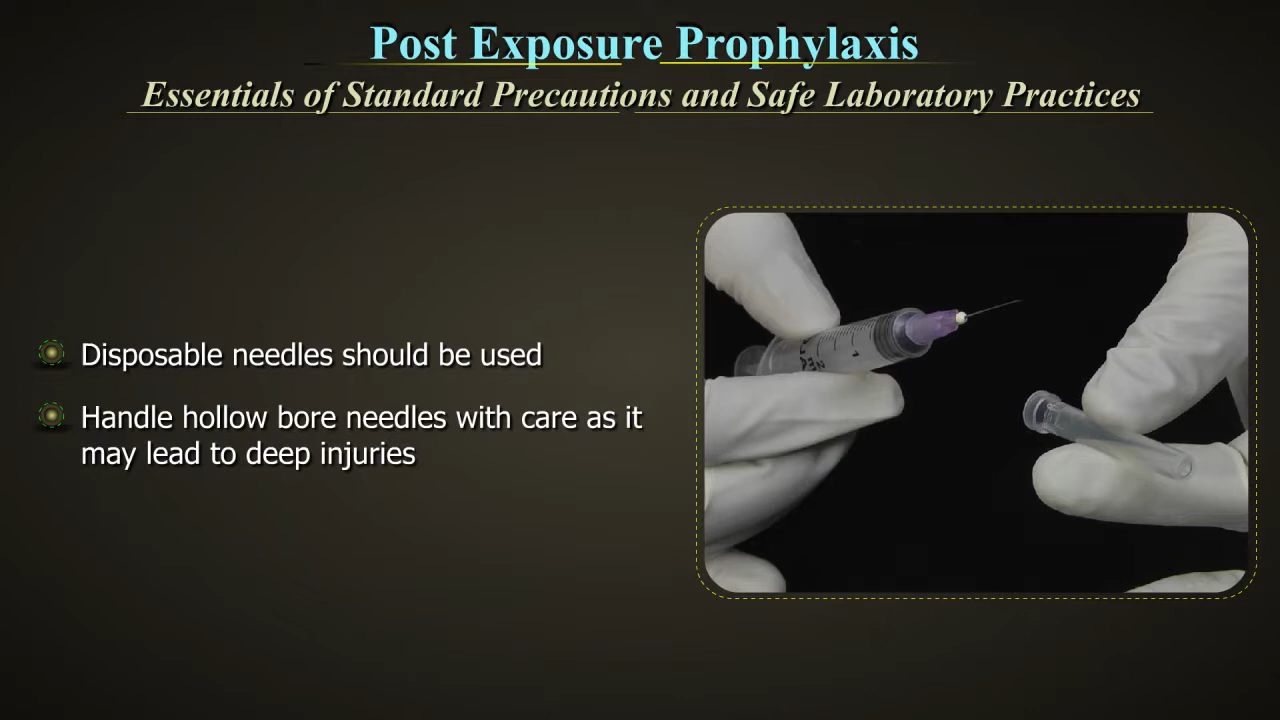 Post Exposure Prophylaxis
Essentials of Standard Precautions and Safe Laboratory Practices
Disposable needles should be used
Handle hollow bore needles with care as it
may lead to deep injuries